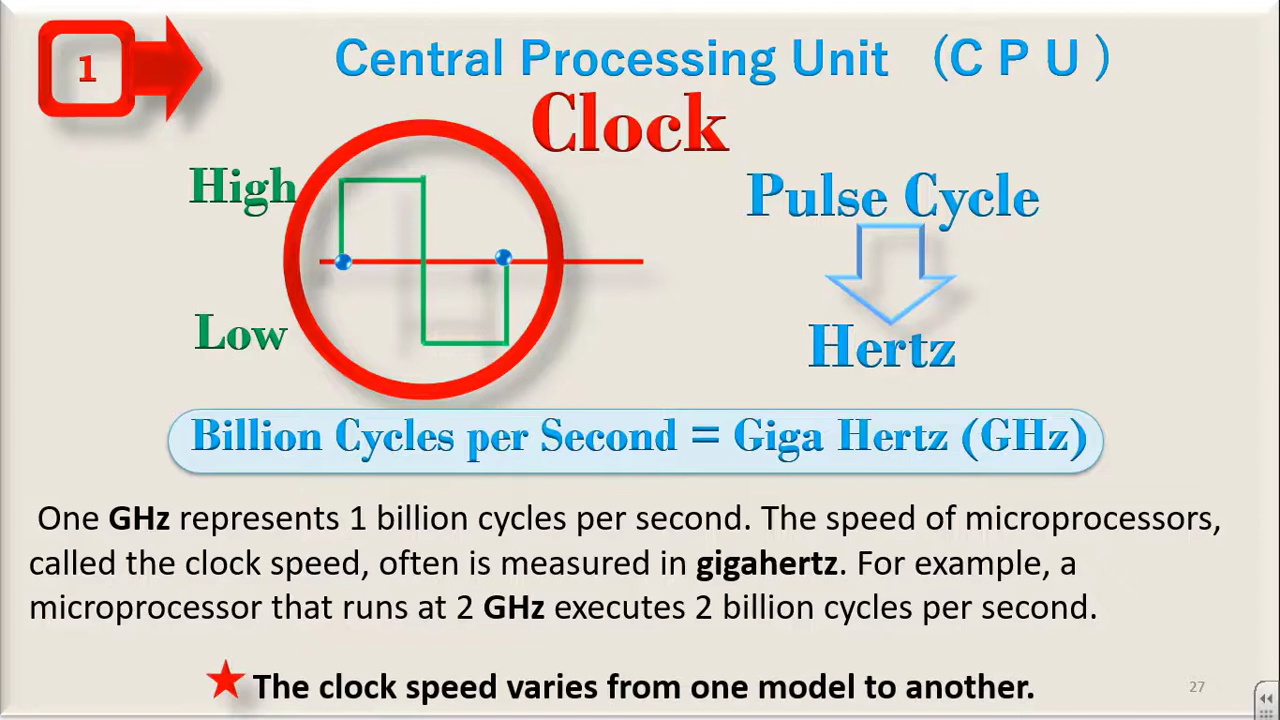 1
Central Processing Unit (C P U )
Clock
High
Pulse Cycle
Low
Hertz
Billion Cycles per Second = Giga Hertz (GHz)
One GHz represents 1 billion cycles per second. The speed of microprocessors,
called the clock speed, often is measured in gigahertz. For example, a
microprocessor that runs at 2 GHz executes 2 billion cycles per second.
The clock speed varies from one model to another.
27